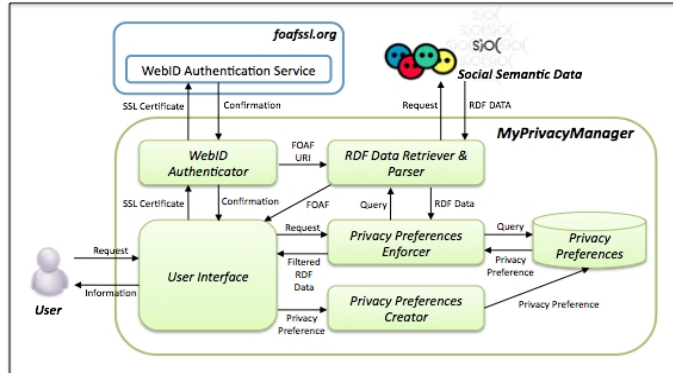 foafssl.org
WebID Authentication Service
SIOC
Social Semantic Data
SSL Certificate
Confirmation
Request
RDF DATA
MyPrivacyManager
WebID
Authenticator
FOAF
URI
RDF Data Retriever &
Parser
SSL Certificate
Confirmation
FOAF
Query
RDF Data
User Interface
Request
Privacy Preferences
Enforcer
Query
Privacy
Preference
Privacy
Preferences
Filtered
RDF
Data
Request
Information
User
Privacy
Preference
Privacy Preferences
Creator
Privacy Preference